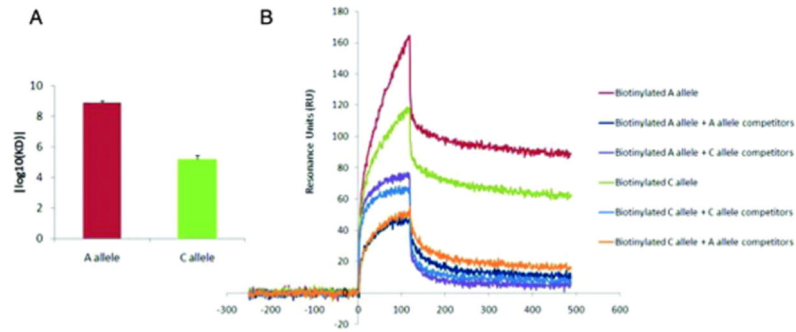 A
B
|log10(KD)|
10
8
6
4
2
0
A allele
C allele
Resonance Units (RU)
180
160
140
120
100
80
60
40
20
0
-20
-300
-200
-100
0
100
200
300
400
500
600
Biotinylated A allele
Biotinylated A allele + A allele competitors
Biotinylated A allele + C allele competitors
Biotinylated C allele
Biotinylated C allele + C allele competitors
Biotinylated C allele + A allele competitors